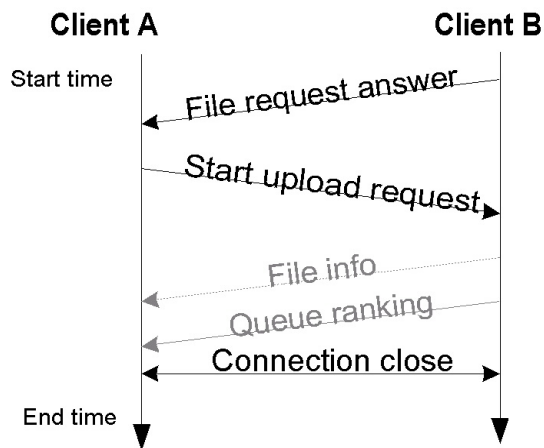 Client A
Client B
Start time
File request answer
Start upload request
File info
Queue ranking
Connection close
End time